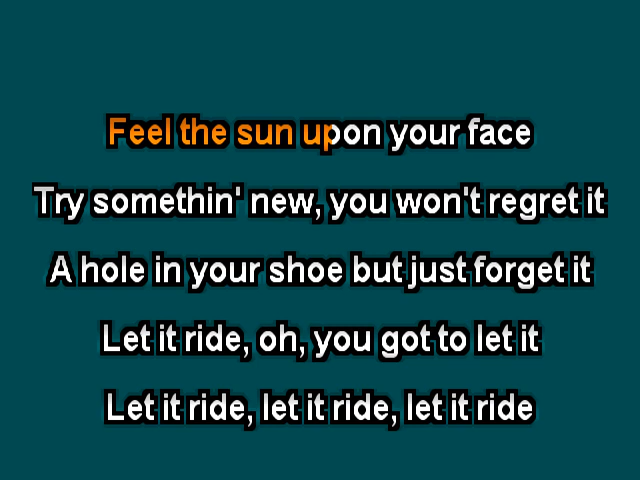 Feel the sun upon your face
Try somethin' new, you won't regret it
A hole in your shoe but just forget it
Let it ride, oh, you got to let it
Let it ride, let it ride, let it ride